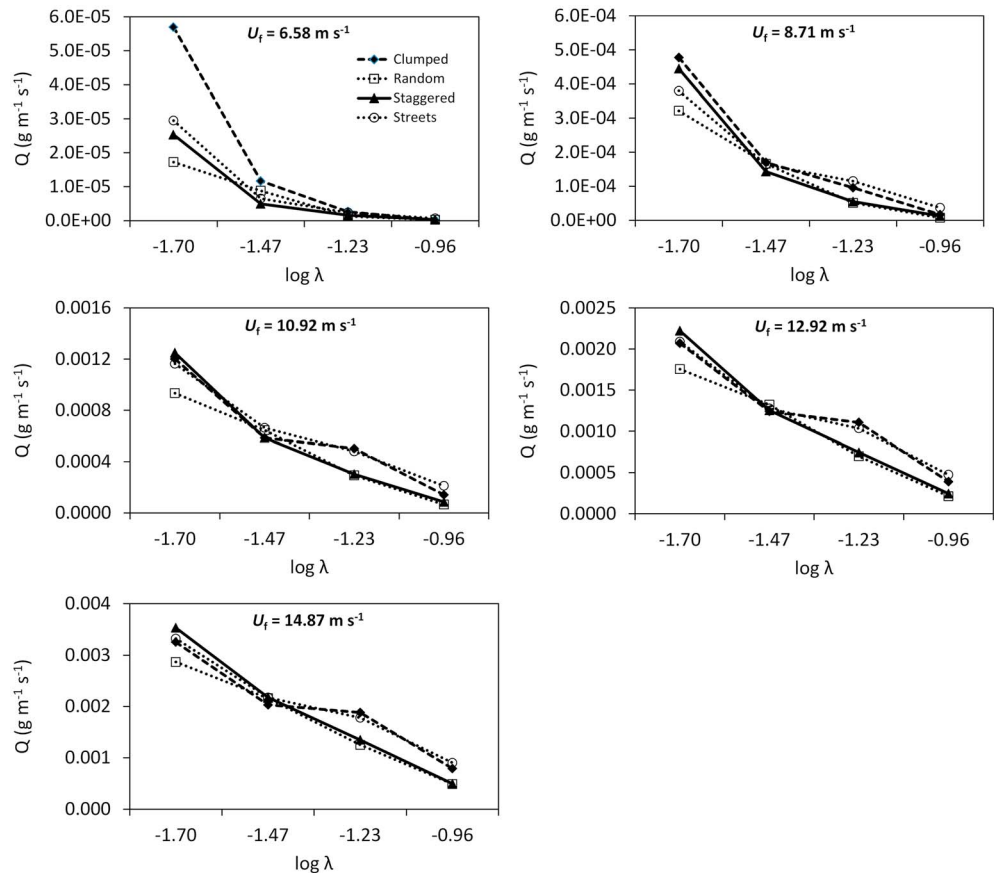 U_f = 6.58 m s⁻¹
Clumped
Random
Staggered
Streets
Q (g m⁻¹ s⁻¹)
6.0E-05
5.0E-05
4.0E-05
3.0E-05
2.0E-05
1.0E-05
0.0E+00
-1.70 -1.47 -1.23 -0.96
log λ
U_f = 8.71 m s⁻¹
Q (g m⁻¹ s⁻¹)
6.0E-04
5.0E-04
4.0E-04
3.0E-04
2.0E-04
1.0E-04
0.0E+00
-1.70 -1.47 -1.23 -0.96
log λ
U_f = 10.92 m s⁻¹
Q (g m⁻¹ s⁻¹)
0.0016
0.0012
0.0008
0.0004
0.0000
-1.70 -1.47 -1.23 -0.96
log λ
U_f = 12.92 m s⁻¹
Q (g m⁻¹ s⁻¹)
0.0025
0.0020
0.0015
0.0010
0.0005
0.0000
-1.70 -1.47 -1.23 -0.96
log λ
U_f = 14.87 m s⁻¹
Q (g m⁻¹ s⁻¹)
0.004
0.003
0.002
0.001
0.000
-1.70 -1.47 -1.23 -0.96
log λ